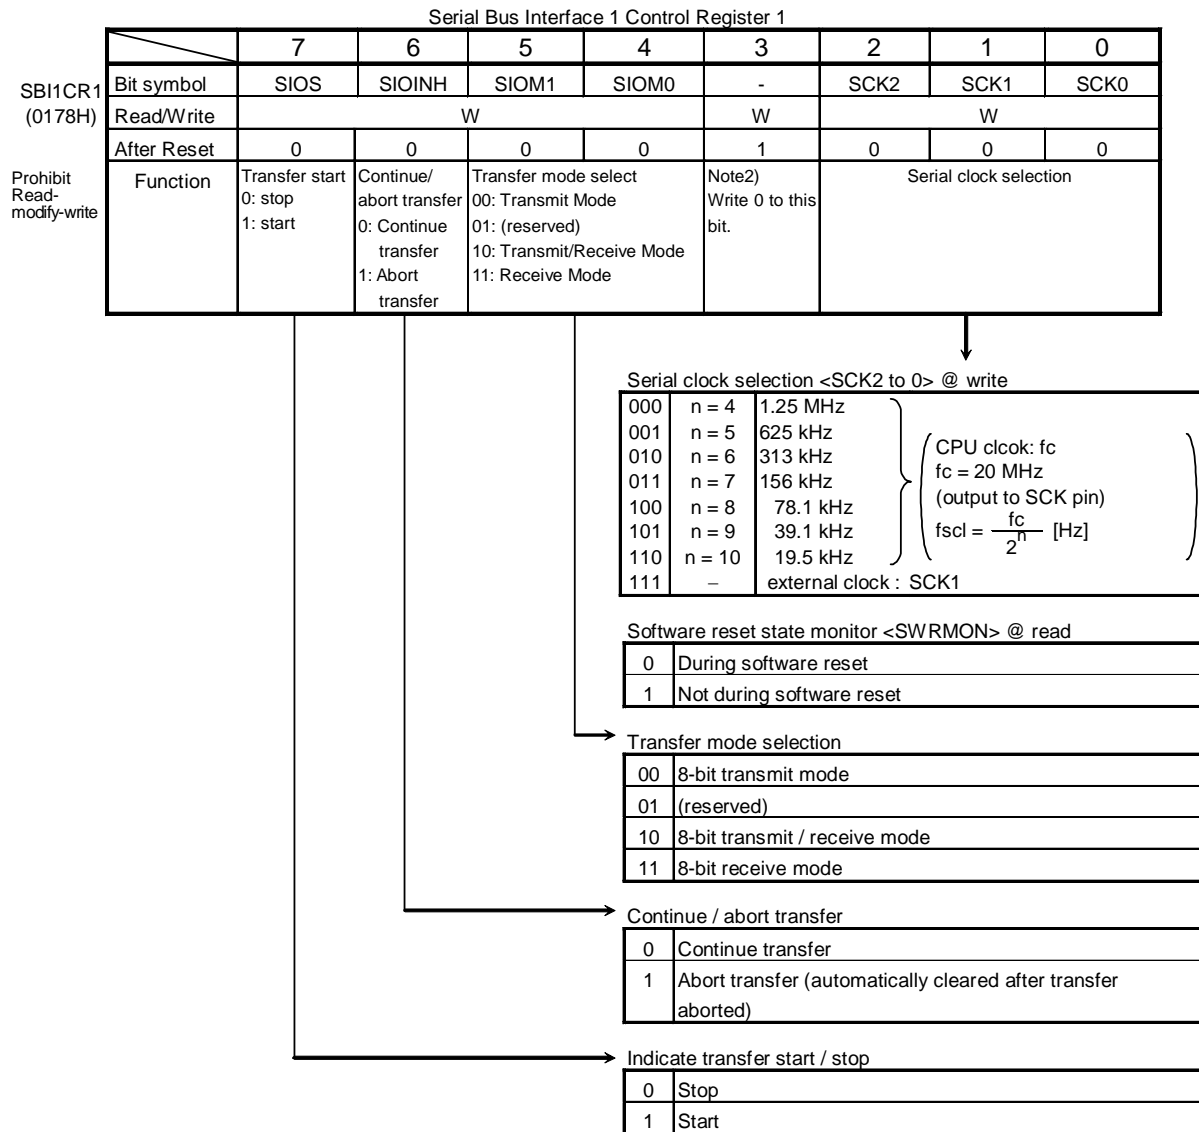 Serial Bus Interface 1 Control Register 1
7 6 5 4 3 2 1 0
SBI1CR1
(0178H)
Bit symbol SIOS SIOINH SIOM1 SIOM0 - SCK2 SCK1 SCK0
Read/Write W W W
After Reset 0 0 0 0 1 0 0 0
Prohibit
Read-
modify-write
Function
Transfer start
0: stop
1: start
Continue/
abort transfer
0: Continue
transfer
1: Abort
transfer
Transfer mode select
00: Transmit Mode
01: (reserved)
10: Transmit/Receive Mode
11: Receive Mode
Note2)
Write 0 to this
bit.
Serial clock selection
Serial clock selection <SCK2 to 0> @ write
000 n = 4 1.25 MHz
001 n = 5 625 kHz
010 n = 6 313 kHz
011 n = 7 156 kHz
100 n = 8 78.1 kHz
101 n = 9 39.1 kHz
110 n = 10 19.5 kHz
111 – external clock : SCK1
CPU clcok: fc
fc = 20 MHz
(output to SCK pin)
fscl = fc / 2^n [Hz]
Software reset state monitor <SWRMON> @ read
0 During software reset
1 Not during software reset
Transfer mode selection
00 8-bit transmit mode
01 (reserved)
10 8-bit transmit / receive mode
11 8-bit receive mode
Continue / abort transfer
0 Continue transfer
1 Abort transfer (automatically cleared after transfer
aborted)
Indicate transfer start / stop
0 Stop
1 Start